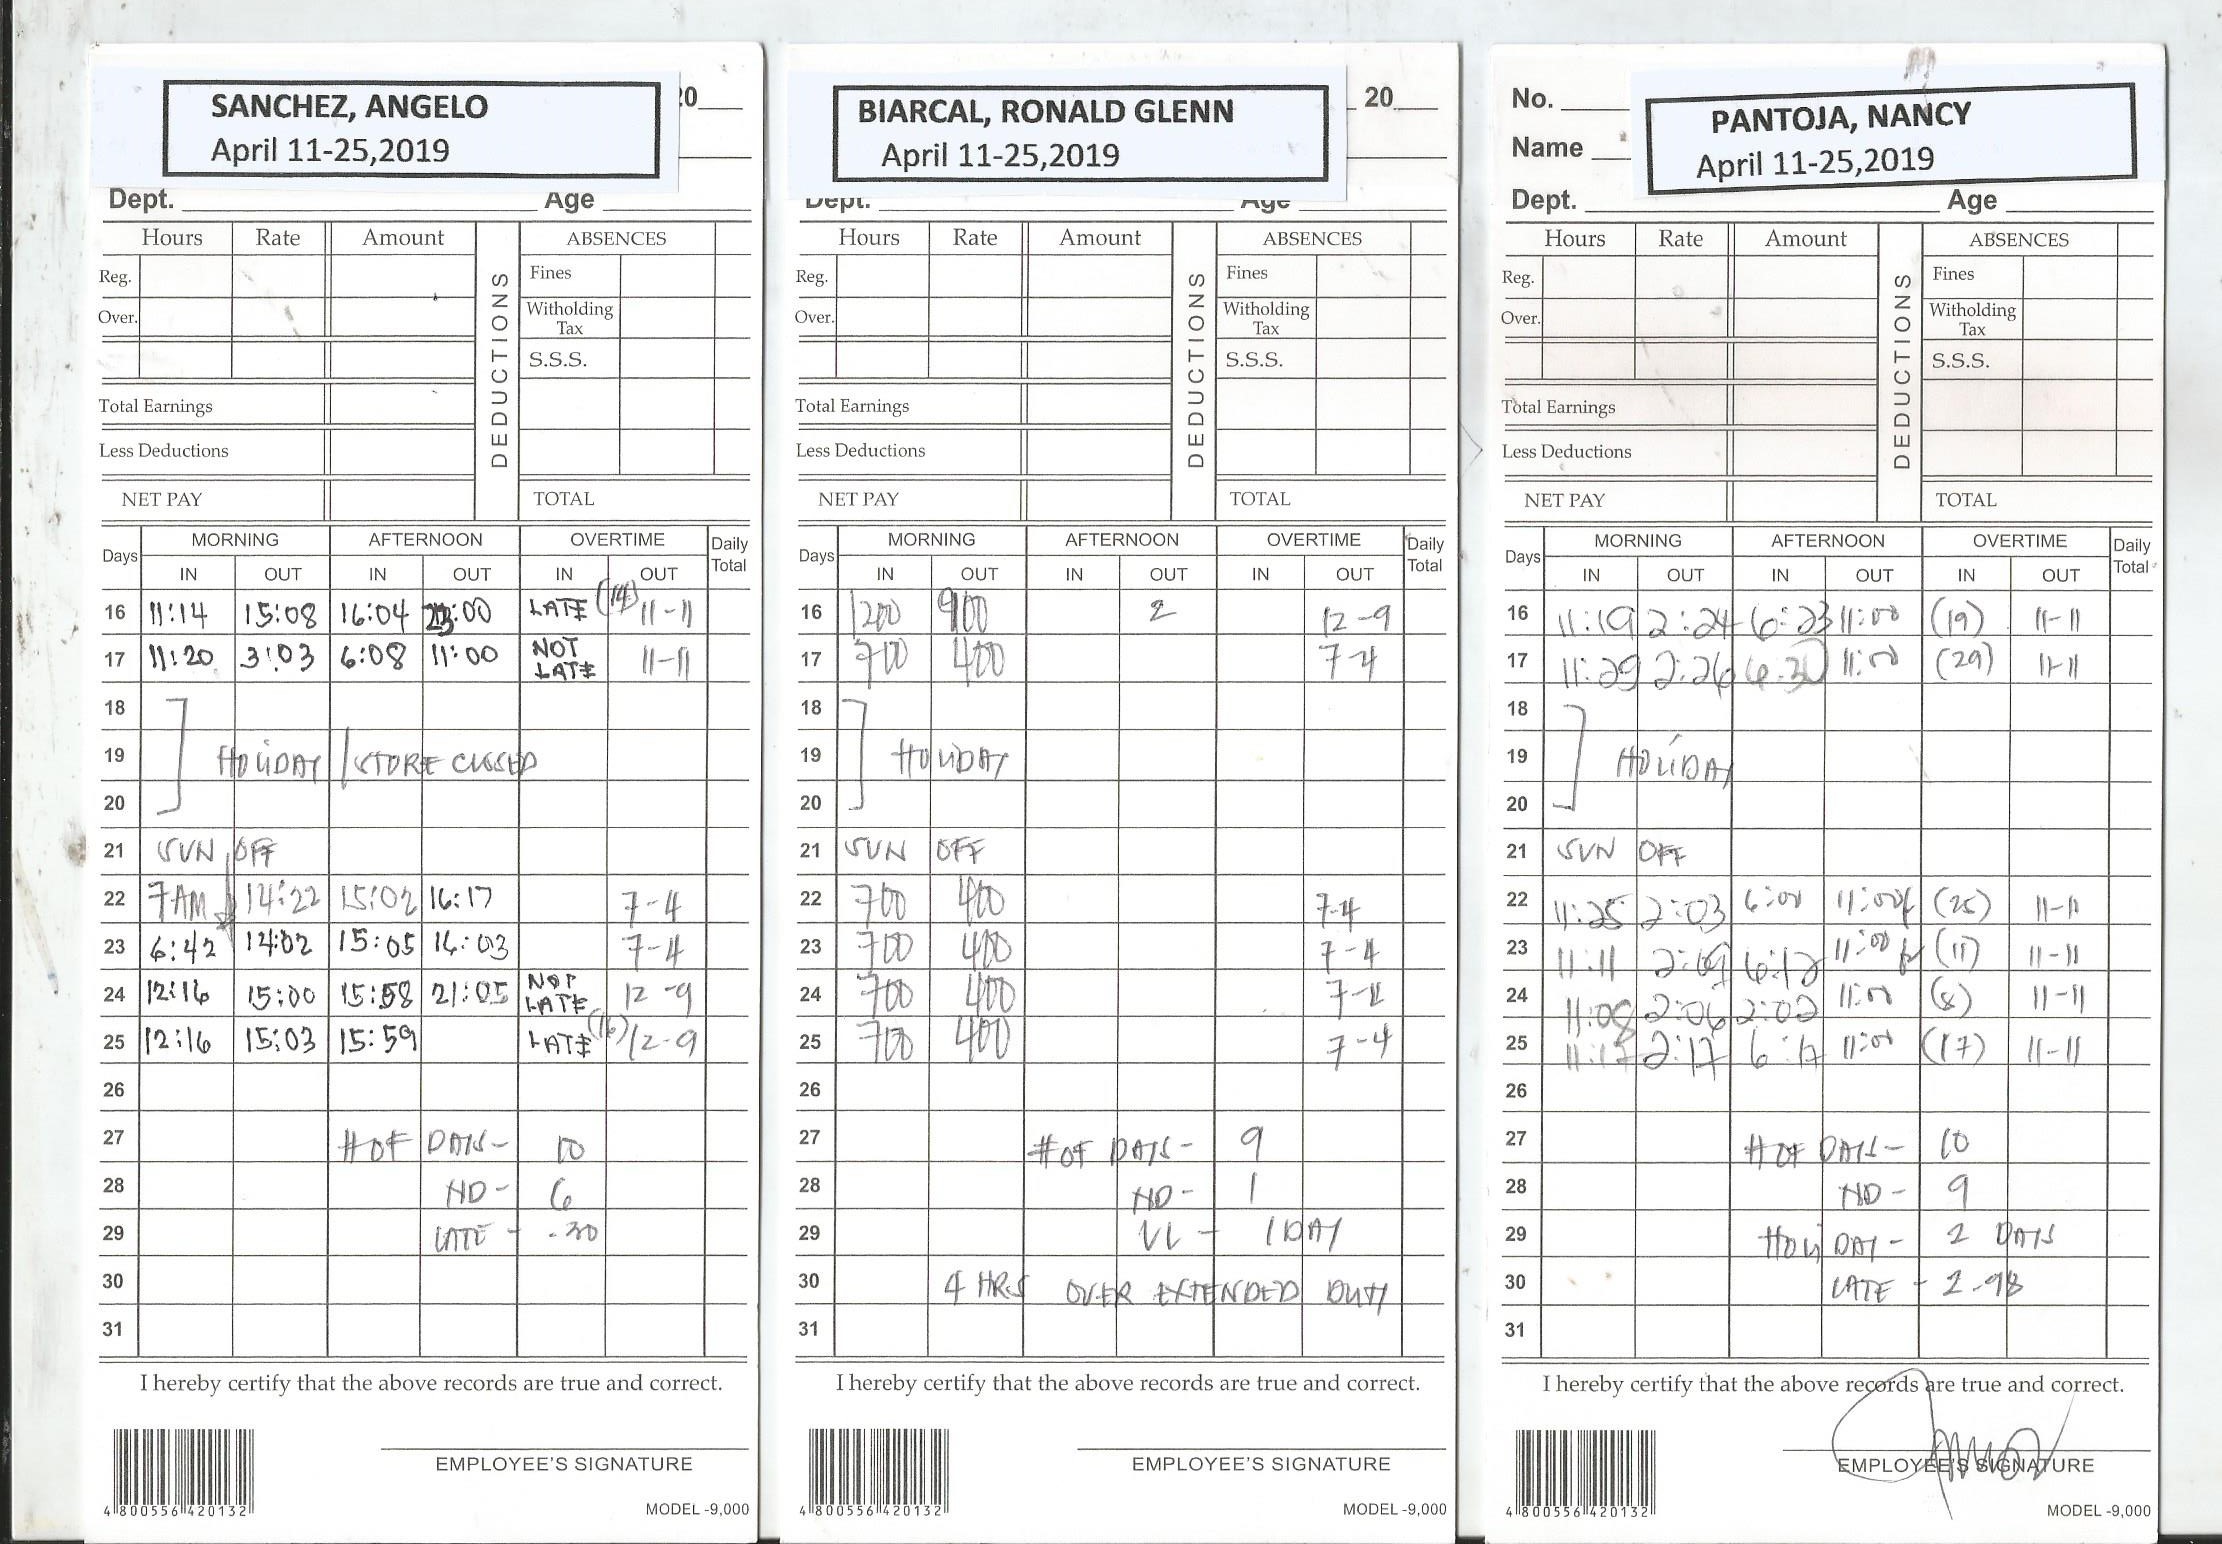 SANCHEZ, ANGELO
April 11-25,2019
20
Dept. Age
Hours Rate Amount DEDUCTIONS ABSENCES
Reg. Fines
Over. Witholding Tax
S.S.S.
Total Earnings
Less Deductions
NET PAY TOTAL
Days MORNING AFTERNOON OVERTIME Daily Total
IN OUT IN OUT IN OUT
16 11:14 15:08 16:04 23:00 LATE (14) 11-11
17 11:20 3:03 6:08 11:00 NOT LATE 11-11
18
19 HOLIDAY / STORE CLOSED
20
21 SUN OFF
22 7AM 14:22 15:02 16:17 7-4
23 6:42 14:02 15:05 16:03 7-4
24 12:16 15:00 15:58 21:05 NOT LATE 12-9
25 12:16 15:03 15:59 LATE (16) 12-9
26
27 # OF DAYS- 10
28 ND- 6
29 LATE - .30
30
31
I hereby certify that the above records are true and correct.
EMPLOYEE'S SIGNATURE
4 800556 420132 MODEL -9,000
BIARCAL, RONALD GLENN
April 11-25,2019
20
Dept. Age
Hours Rate Amount DEDUCTIONS ABSENCES
Reg. Fines
Over. Witholding Tax
S.S.S.
Total Earnings
Less Deductions
NET PAY TOTAL
Days MORNING AFTERNOON OVERTIME Daily Total
IN OUT IN OUT IN OUT
16 1200 900 2 12-9
17 700 400 7-4
18
19 HOLIDAY
20
21 SUN OFF
22 700 400 7-4
23 700 400 7-4
24 700 400 7-4
25 700 400 7-4
26
27 # OF DAYS- 9
28 ND- 1
29 VL - 1 DAY
30 4 HRS OVER EXTENDED DUTY
31
I hereby certify that the above records are true and correct.
EMPLOYEE'S SIGNATURE
4 800556 420132 MODEL -9,000
No.
PANTOJA, NANCY
Name
April 11-25,2019
Dept. Age
Hours Rate Amount DEDUCTIONS ABSENCES
Reg. Fines
Over. Witholding Tax
S.S.S.
Total Earnings
Less Deductions
NET PAY TOTAL
Days MORNING AFTERNOON OVERTIME Daily Total
IN OUT IN OUT IN OUT
16 11:19 2:24 6:23 11:00 (19) 11-11
17 11:29 2:26 6:30 11:00 (29) 11-11
18
19 HOLIDAY
20
21 SUN OFF
22 11:25 2:03 6:00 11:00 (25) 11-11
23 11:11 2:09 6:12 11:00 (11) 11-11
24 11:08 2:06 2:02 11:00 (8) 11-11
25 11:17 2:17 6:17 11:00 (17) 11-11
26
27 # OF DAYS- 10
28 ND- 9
29 HOLIDAY- 2 DAYS
30 LATE - 2.98
31
I hereby certify that the above records are true and correct.
EMPLOYEE'S SIGNATURE
4 800556 420132 MODEL -9,000